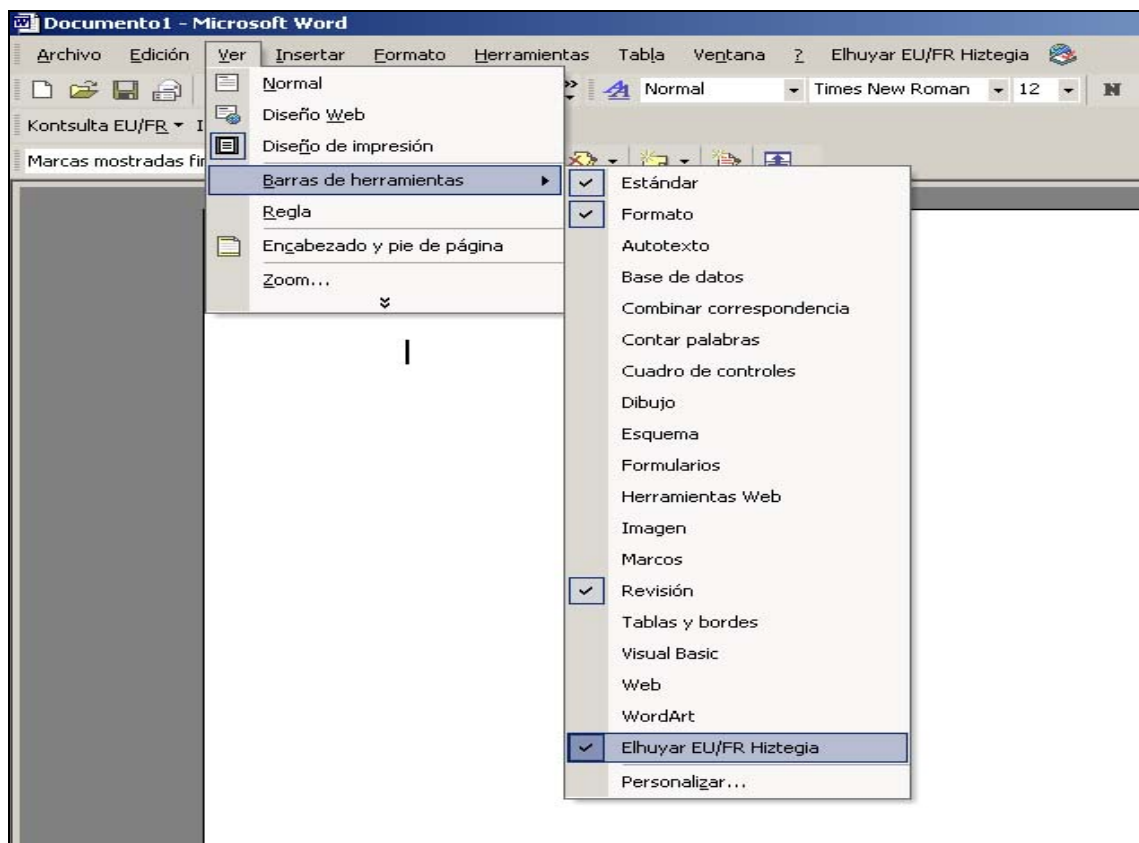 Documento1 - Microsoft Word
Archivo Edición Ver Insertar Formato Herramientas Tabla Ventana ? Elhuyar EU/FR Hiztegia
Normal Times New Roman 12 N
Kontsulta EU/FR
Marcas mostradas
Normal
Diseño Web
Diseño de impresión
Barras de herramientas
Regla
Encabezado y pie de página
Zoom...
Estándar
Formato
Autotexto
Base de datos
Combinar correspondencia
Contar palabras
Cuadro de controles
Dibujo
Esquema
Formularios
Herramientas Web
Imagen
Marcos
Revisión
Tablas y bordes
Visual Basic
Web
WordArt
Elhuyar EU/FR Hiztegia
Personalizar...